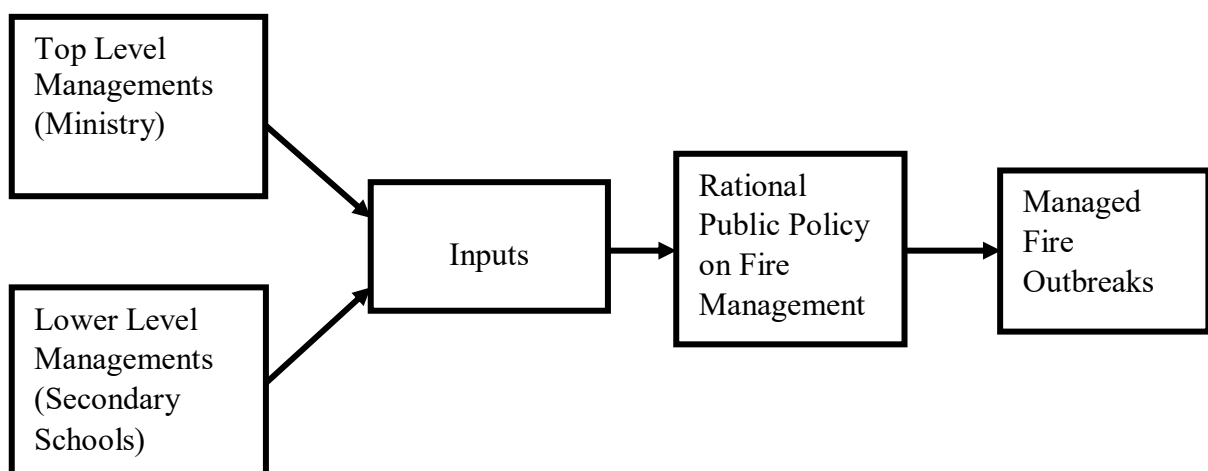 Top Level
Managements
(Ministry)
Lower Level
Managements
(Secondary
Schools)
Inputs
Rational
Public Policy
on Fire
Management
Managed
Fire
Outbreaks